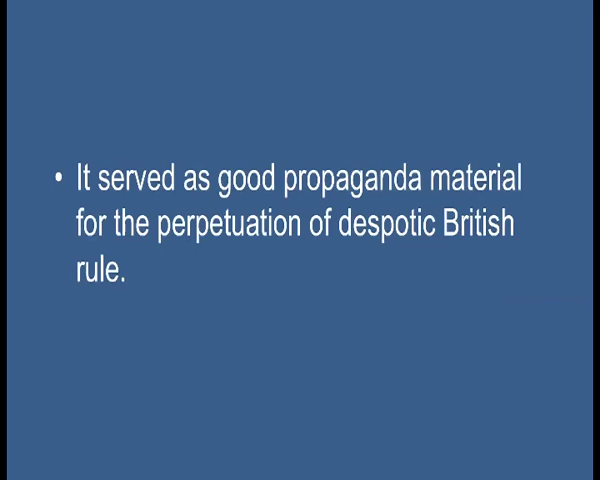 • It served as good propaganda material
for the perpetuation of despotic British
rule.